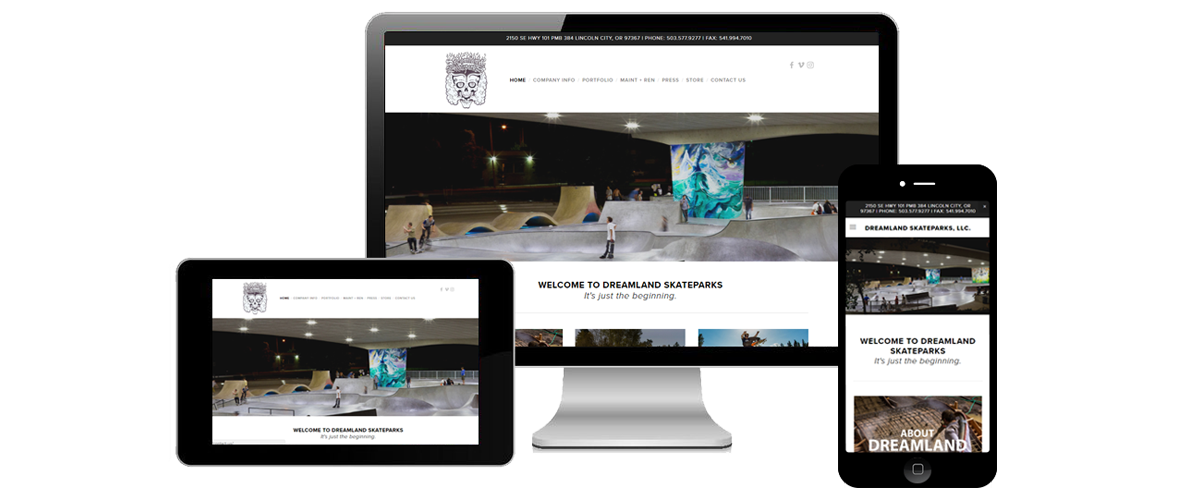 2150 SE HWY 101 PMB 384 LINCOLN CITY, OR 97367 | PHONE: 503.577.9277 | FAX: 541.994.7010
HOME / COMPANY INFO / PORTFOLIO / MAINT + REN / PRESS / STORE / CONTACT US
WELCOME TO DREAMLAND SKATEPARKS
It's just the beginning.
HOME / COMPANY INFO / PORTFOLIO / MAINT + REN / PRESS / STORE / CONTACT US
WELCOME TO DREAMLAND SKATEPARKS
It's just the beginning.
2150 SE HWY 101 PMB 384 LINCOLN CITY, OR
97367 | PHONE: 503.577.9277 | FAX: 541.994.7010
DREAMLAND SKATEPARKS, LLC.
WELCOME TO DREAMLAND
SKATEPARKS
It's just the beginning.
ABOUT
DREAMLAND